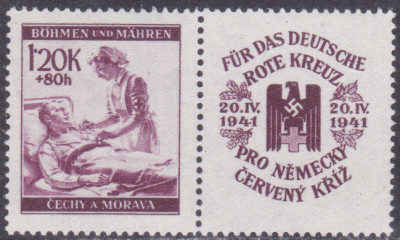 BÖHMEN UND MÄHREN
1'20K
+80h
ČECHY A MORAVA
FÜR DAS DEUTSCHE
ROTE KREUZ
20.IV. 20.IV.
1941 1941
PRO NĚMECKÝ
ČERVENÝ KŘÍŽ